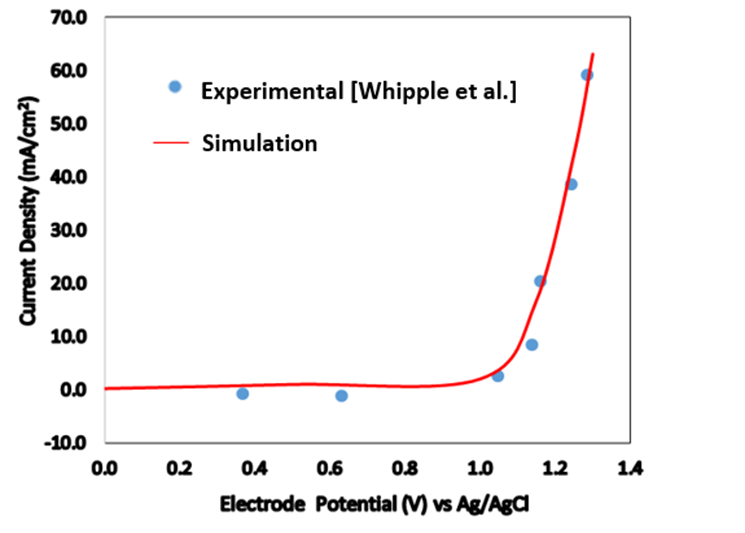 70.0
60.0
50.0
40.0
30.0
20.0
10.0
0.0
-10.0
Current Density (mA/cm²)
Experimental [Whipple et al.]
Simulation
0.0 0.2 0.4 0.6 0.8 1.0 1.2 1.4
Electrode Potential (V) vs Ag/AgCl